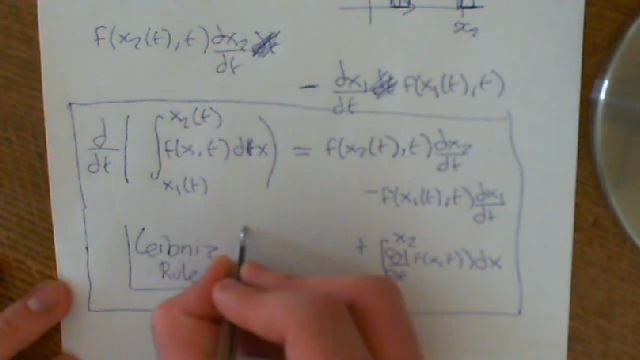 x₂
f(x₂(t),t) dx₂/dt
- dx₁/dt f(x₁(t),t)
d/dt ( ∫_{x₁(t)}^{x₂(t)} f(x,t) dx ) = f(x₂(t),t) dx₂/dt
- f(x₁(t),t) dx₁/dt
+ ∫^{x₂} f(x,t)) dx
Leibniz
Rule